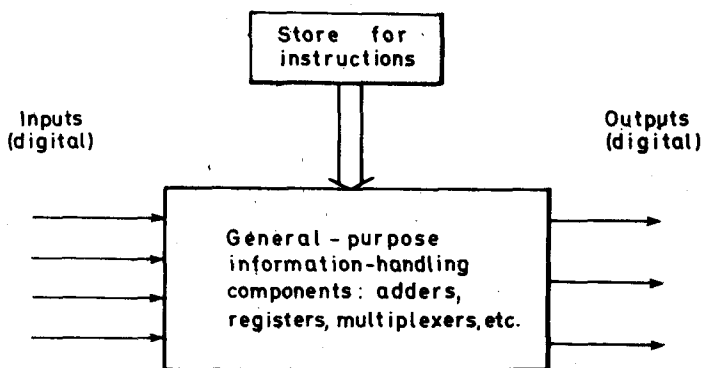 Store for
instructions
Inputs
(digital)
Outputs
(digital)
General - purpose
information-handling
components: adders,
registers, multiplexers, etc.